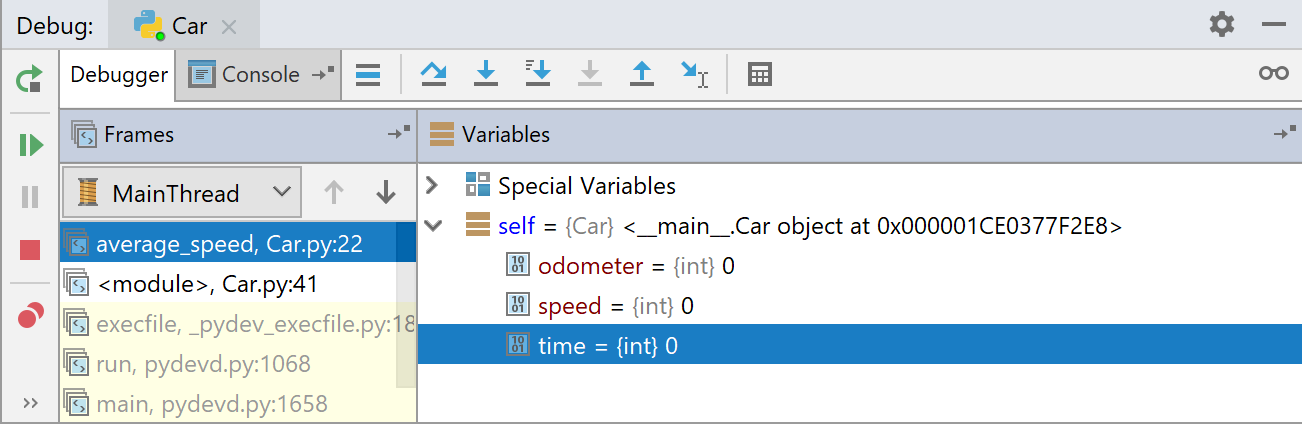 Debug: Car
Debugger Console
Frames Variables
MainThread
Special Variables
average_speed, Car.py:22
self = {Car} <__main__.Car object at 0x000001CE0377F2E8>
<module>, Car.py:41
odometer = {int} 0
execfile, _pydev_execfile.py:18
speed = {int} 0
run, pydevd.py:1068
time = {int} 0
main, pydevd.py:1658